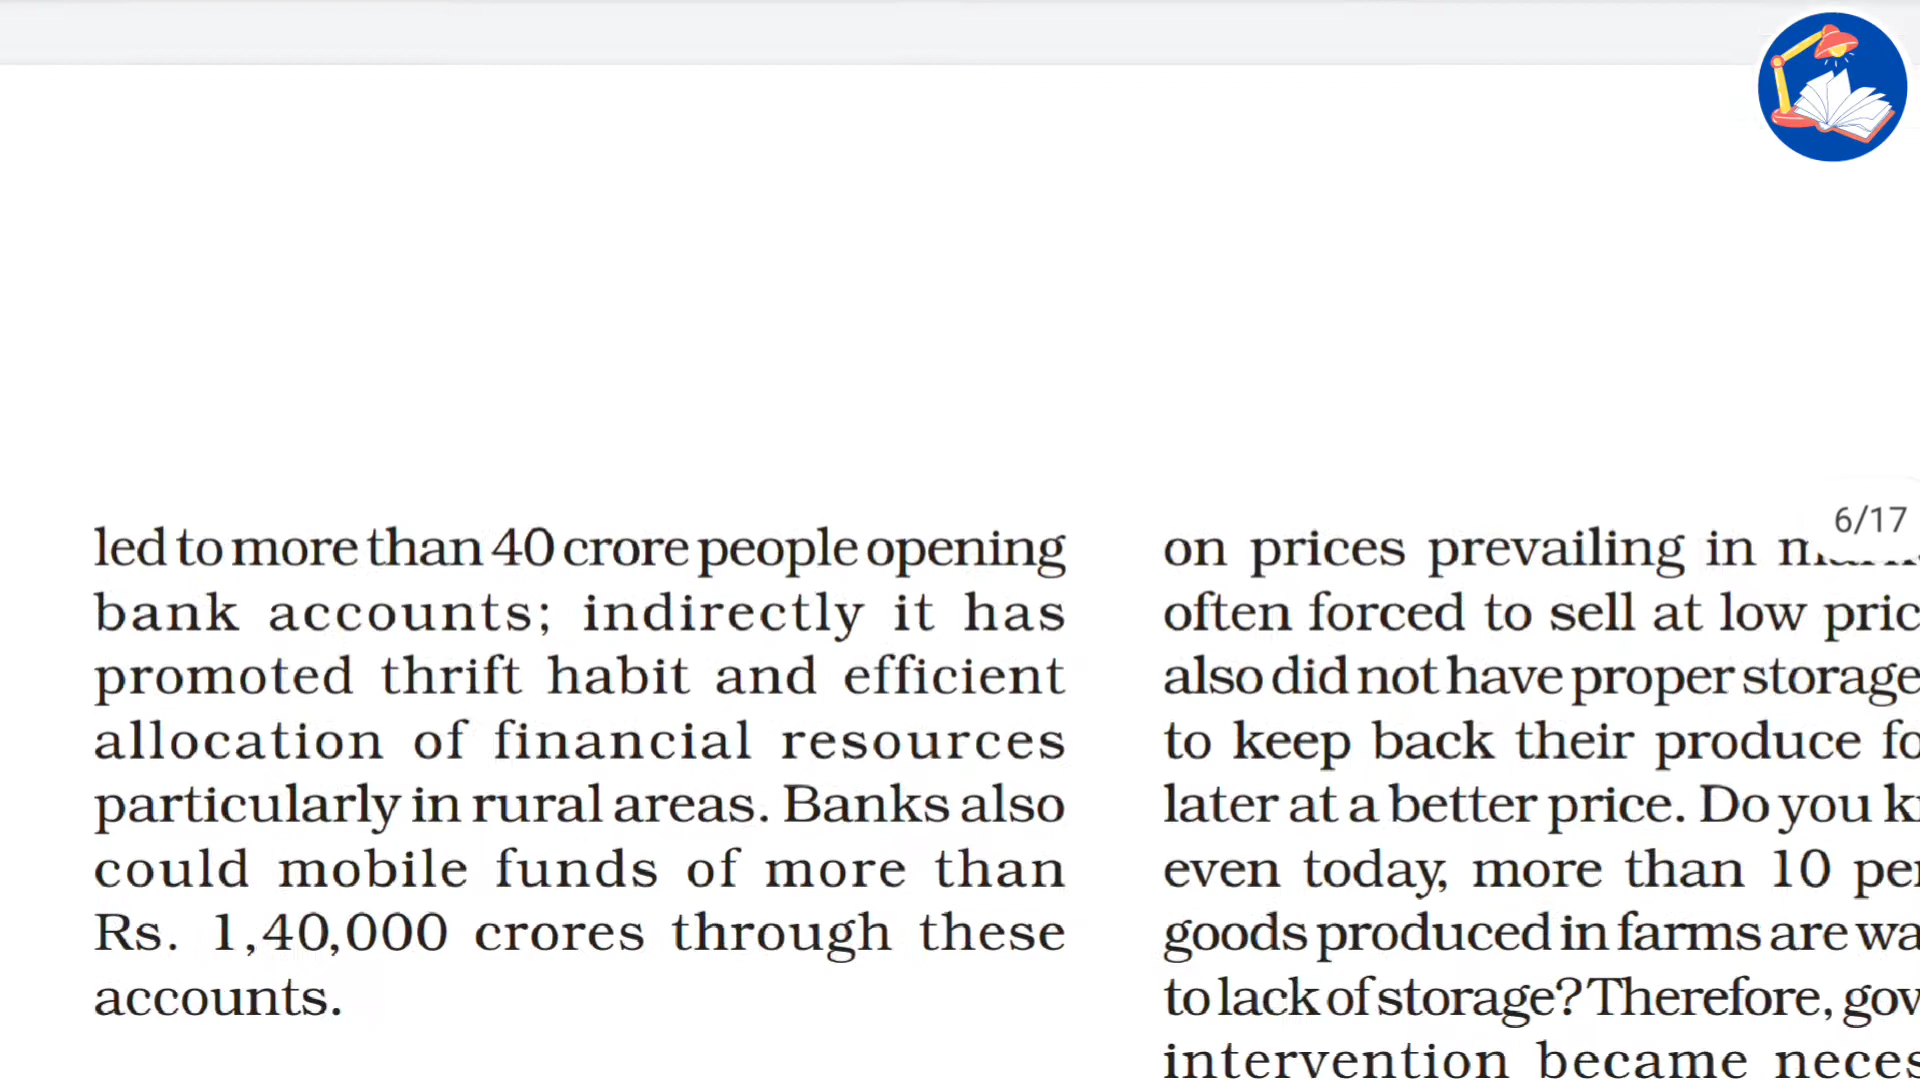 led to more than 40 crore people opening
bank accounts; indirectly it has
promoted thrift habit and efficient
allocation of financial resources
particularly in rural areas. Banks also
could mobile funds of more than
Rs. 1,40,000 crores through these
accounts.
6/17
on prices prevailing in
often forced to sell at low
also did not have proper storage
to keep back their produce
later at a better price. Do you
even today, more than 10
goods produced in farms are
to lack of storage? Therefore,
intervention became